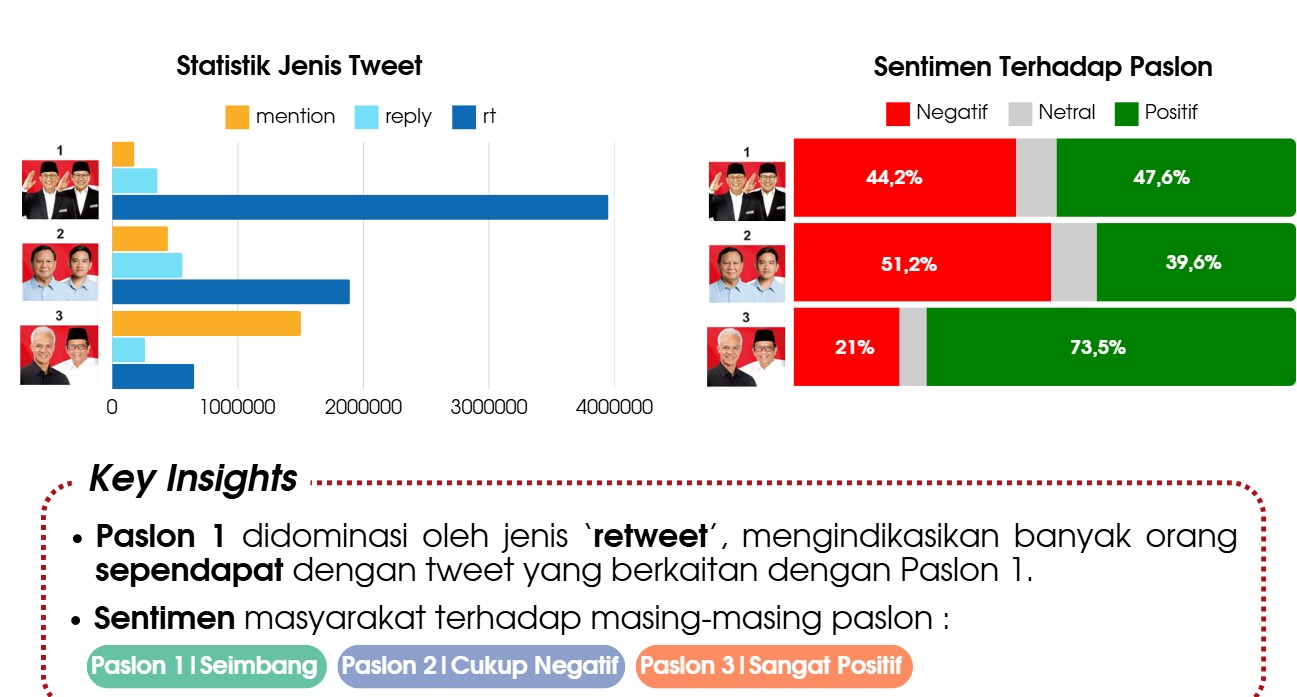 Statistik Jenis Tweet
mention reply rt
1
2
3
0 1000000 2000000 3000000 4000000
Sentimen Terhadap Paslon
Negatif Netral Positif
1
44,2% 47,6%
2
51,2% 39,6%
3
21% 73,5%
Key Insights
• Paslon 1 didominasi oleh jenis `retweet´, mengindikasikan banyak orang
sependapat dengan tweet yang berkaitan dengan Paslon 1.
• Sentimen masyarakat terhadap masing-masing paslon :
Paslon 1 | Seimbang Paslon 2 | Cukup Negatif Paslon 3 | Sangat Positif